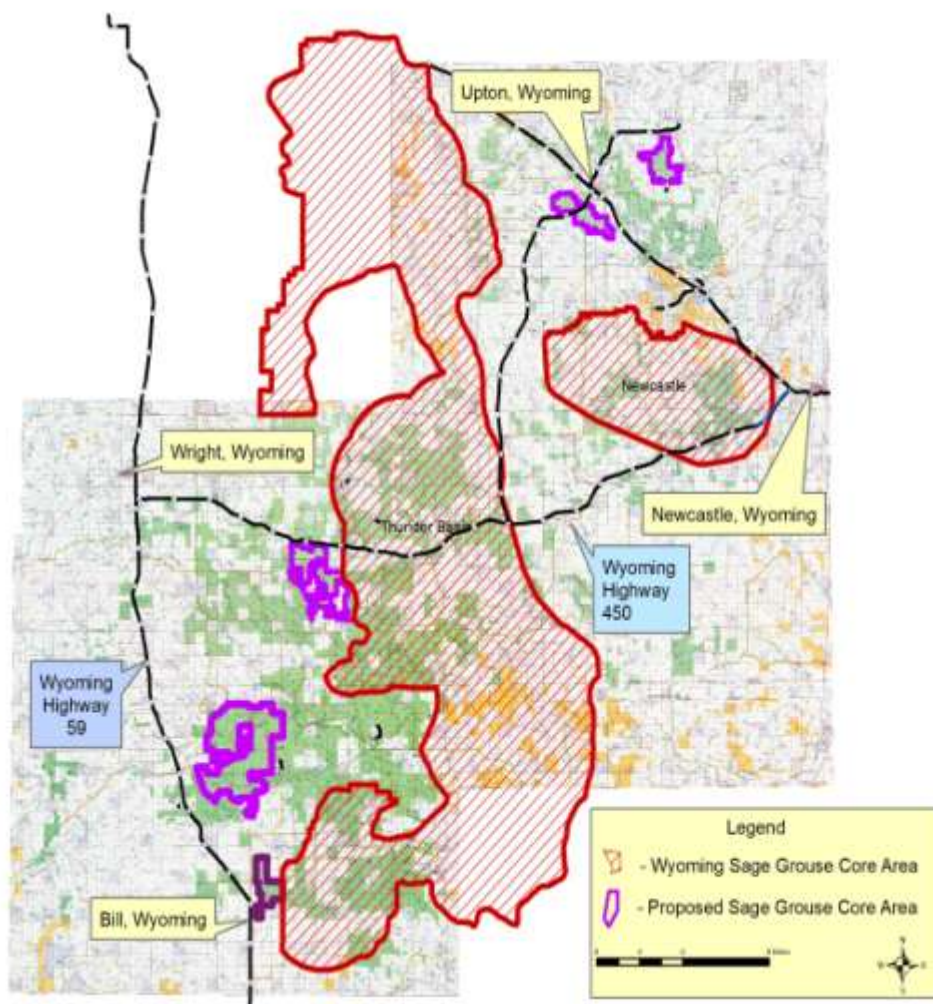 Upton, Wyoming
Newcastle
Wright, Wyoming
Newcastle, Wyoming
Thunder Basin
Wyoming
Highway
450
Wyoming
Highway
59
Bill, Wyoming
Legend
- Wyoming Sage Grouse Core Area
- Proposed Sage Grouse Core Area
N